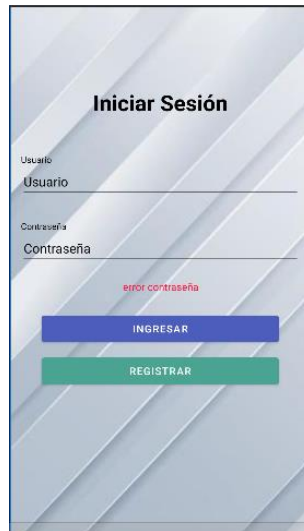 Iniciar Sesión
Usuario
Usuario
Contraseña
Contraseña
error contraseña
INGRESAR
REGISTRAR